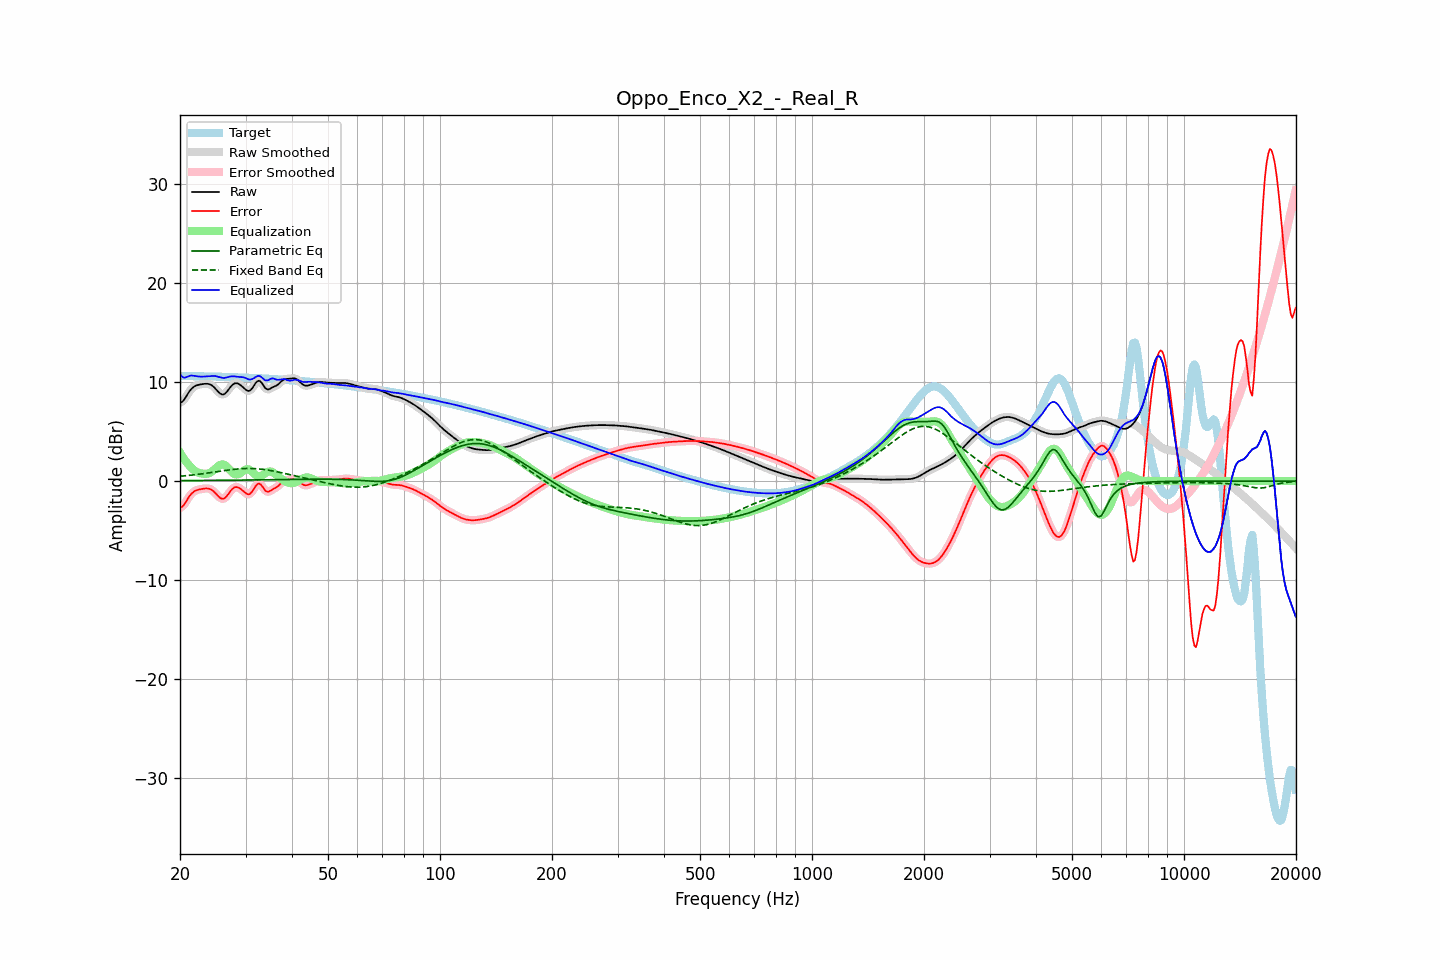 Oppo_Enco_X2_-_Real_R
Target
Raw Smoothed
Error Smoothed
Raw
Error
Equalization
Parametric Eq
Fixed Band Eq
Equalized
Amplitude (dBr)
30
20
10
0
−10
−20
−30
20 50 100 200 500 1000 2000 5000 10000 20000
Frequency (Hz)